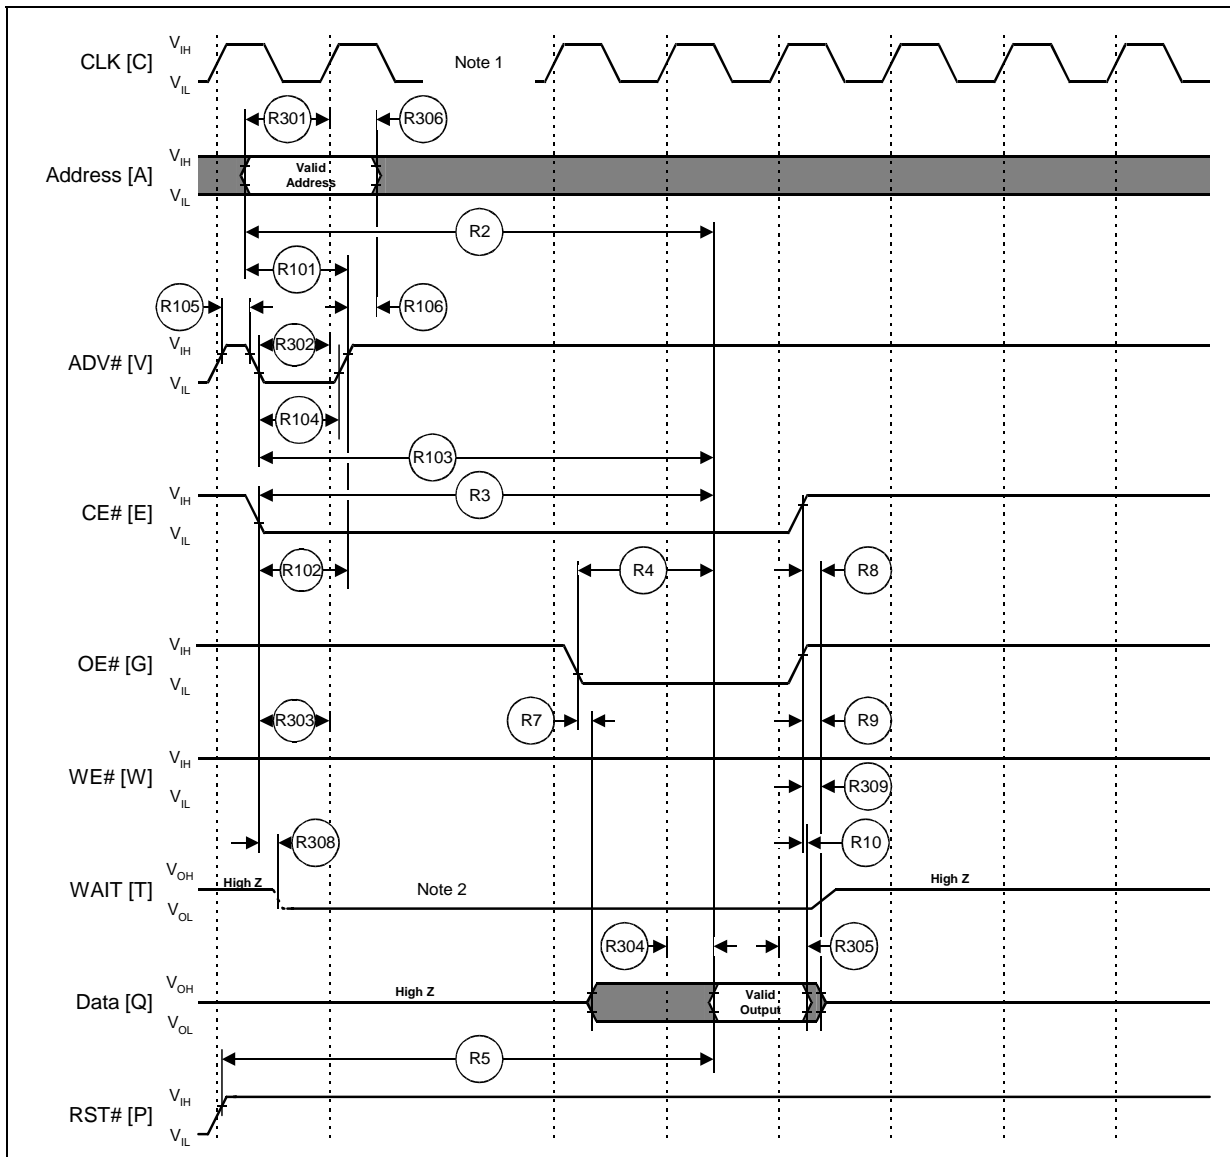 CLK [C]
VIH
VIL
Note 1
R301
R306
Address [A]
VIH
VIL
Valid
Address
R2
R101
R105
R106
ADV# [V]
VIH
VIL
R302
R104
R103
CE# [E]
VIH
VIL
R3
R102
R4
R8
OE# [G]
VIH
VIL
R303
R7
R9
WE# [W]
VIH
VIL
R309
R308
R10
WAIT [T]
VOH
VOL
High Z
Note 2
High Z
R304
R305
Data [Q]
VOH
VOL
High Z
Valid
Output
R5
RST# [P]
VIH
VIL